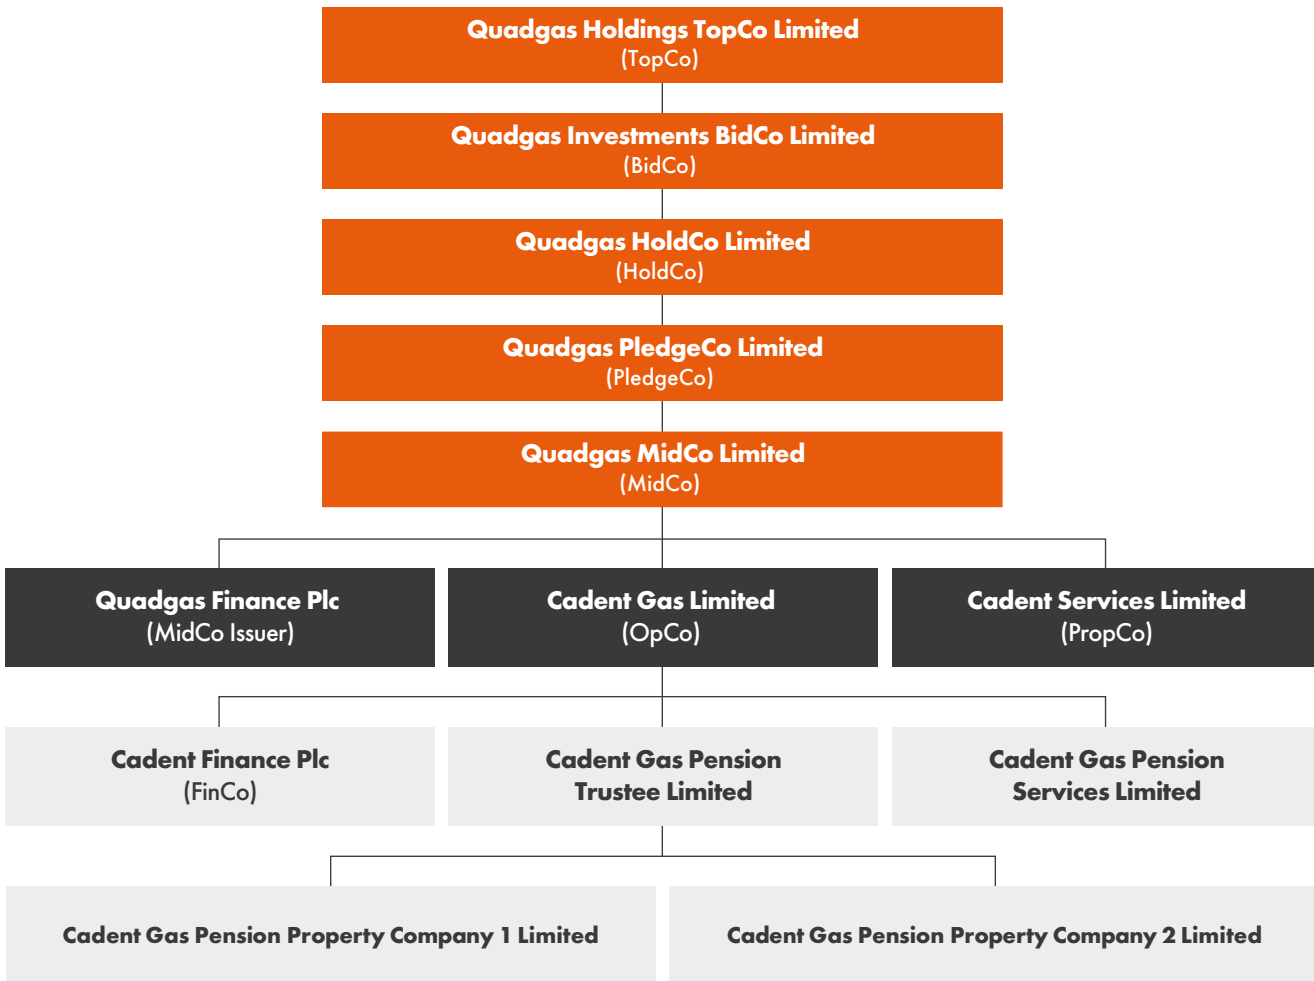 Quadgas Holdings TopCo Limited
(TopCo)
Quadgas Investments BidCo Limited
(BidCo)
Quadgas HoldCo Limited
(HoldCo)
Quadgas PledgeCo Limited
(PledgeCo)
Quadgas MidCo Limited
(MidCo)
Quadgas Finance Plc
(MidCo Issuer)
Cadent Gas Limited
(OpCo)
Cadent Services Limited
(PropCo)
Cadent Finance Plc
(FinCo)
Cadent Gas Pension
Trustee Limited
Cadent Gas Pension
Services Limited
Cadent Gas Pension Property Company 1 Limited
Cadent Gas Pension Property Company 2 Limited